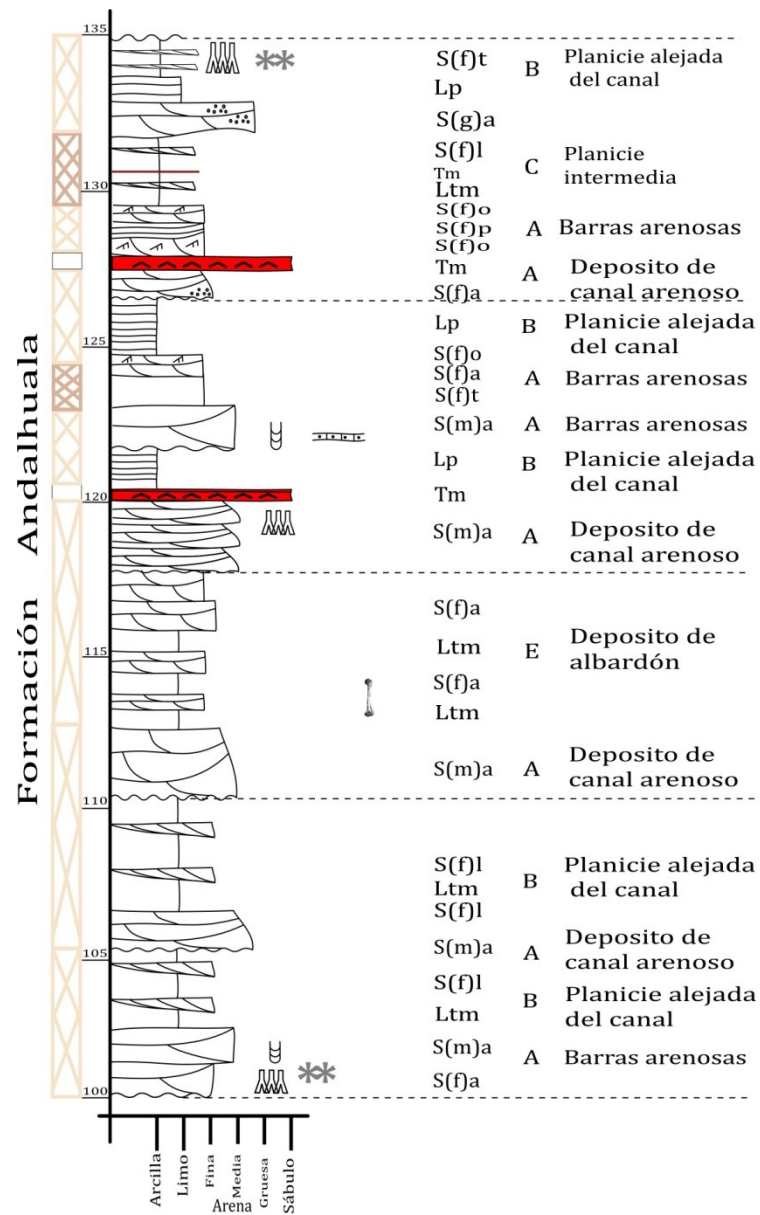 Formación Andalhuala
135
S(f)t
B
Planicie alejada
del canal
Lp
S(g)a
S(f)l
C
Planicie
intermedia
Tm
130
Ltm
S(f)o
S(f)p
A
Barras arenosas
S(f)o
Tm
A
Deposito de
canal arenoso
S(f)a
Lp
B
Planicie alejada
del canal
125
S(f)o
S(f)a
A
Barras arenosas
S(f)t
S(m)a
A
Barras arenosas
Lp
B
Planicie alejada
del canal
120
Tm
S(m)a
A
Deposito de
canal arenoso
S(f)a
115
Ltm
E
Deposito de
albardón
S(f)a
Ltm
S(m)a
A
Deposito de
canal arenoso
110
S(f)l
Ltm
B
Planicie alejada
del canal
S(f)l
105
S(m)a
A
Deposito de
canal arenoso
S(f)l
Ltm
B
Planicie alejada
del canal
S(m)a
A
Barras arenosas
S(f)a
100
Arcilla
Limo
Fina
Media
Gruesa
Sábulo
Arena